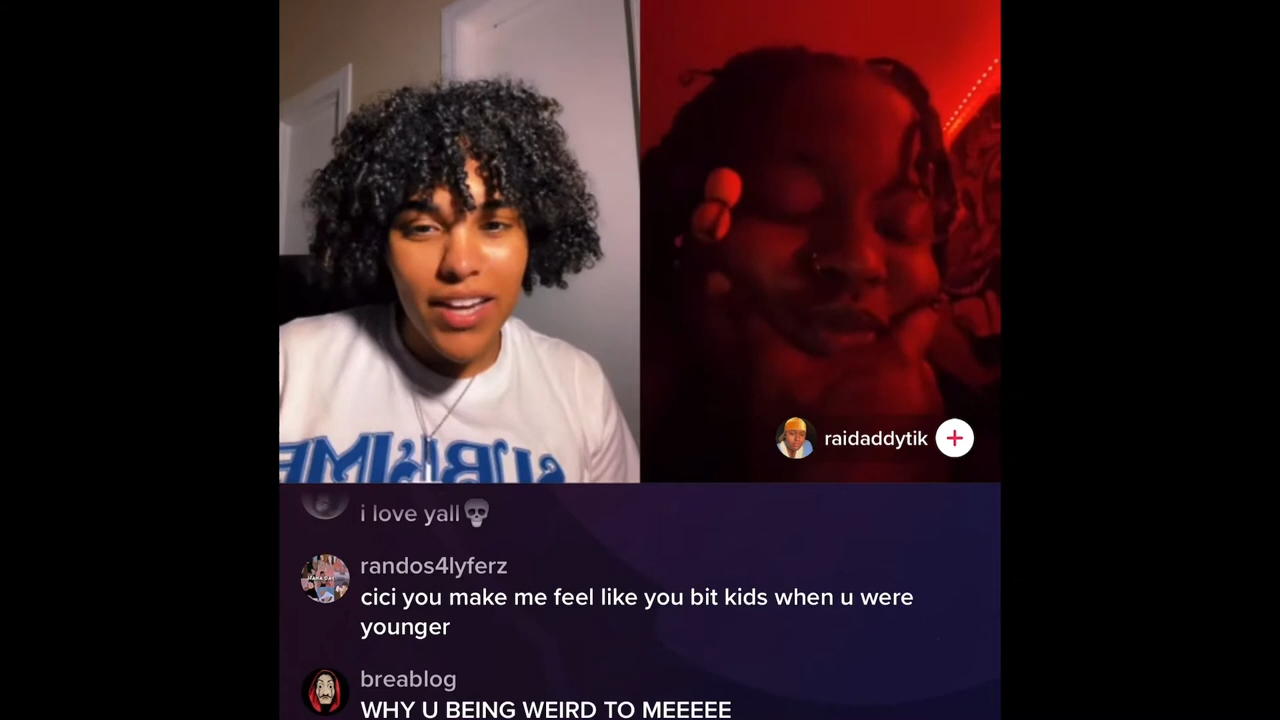 SUBLIME
raidaddytik
i love yall💀
randos4lyferz
cici you make me feel like you bit kids when u were
younger
breablog
WHY U BEING WEIRD TO MEEEEE